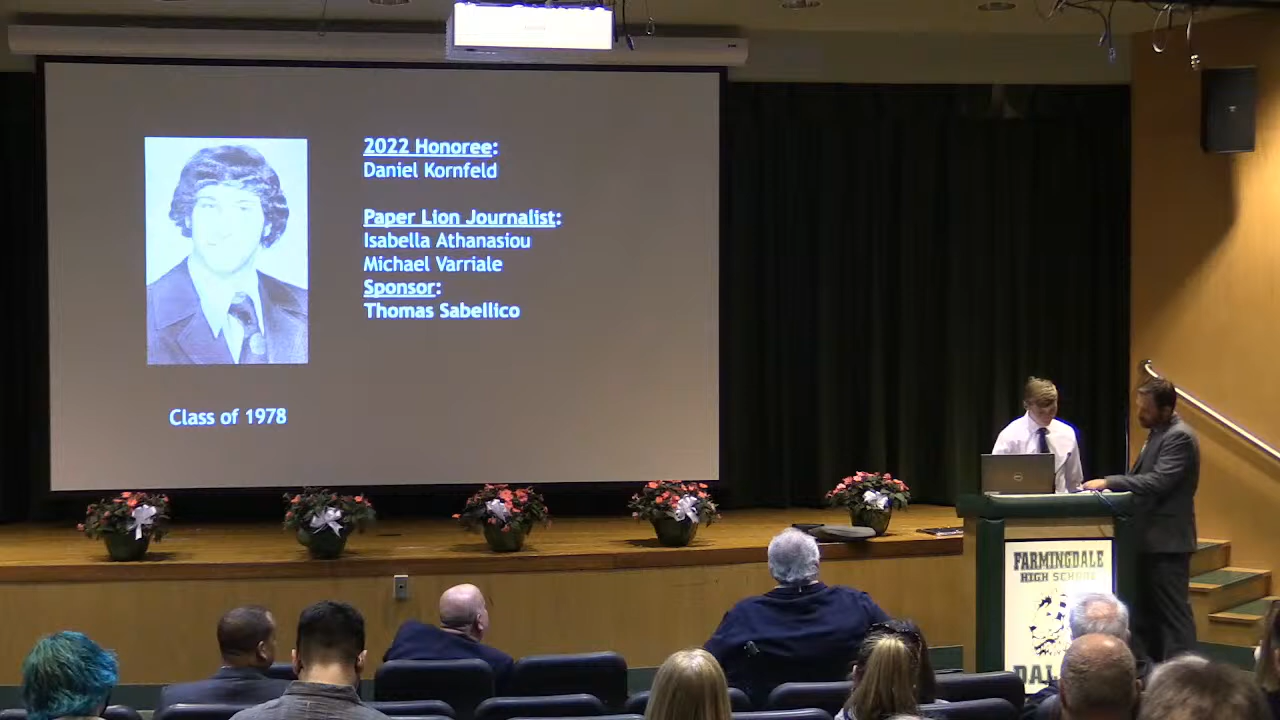 2022 Honoree:
Daniel Kornfeld
Paper Lion Journalist:
Isabella Athanasiou
Michael Varriale
Sponsor:
Thomas Sabellico
Class of 1978
FARMINGDALE
HIGH SCHOOL